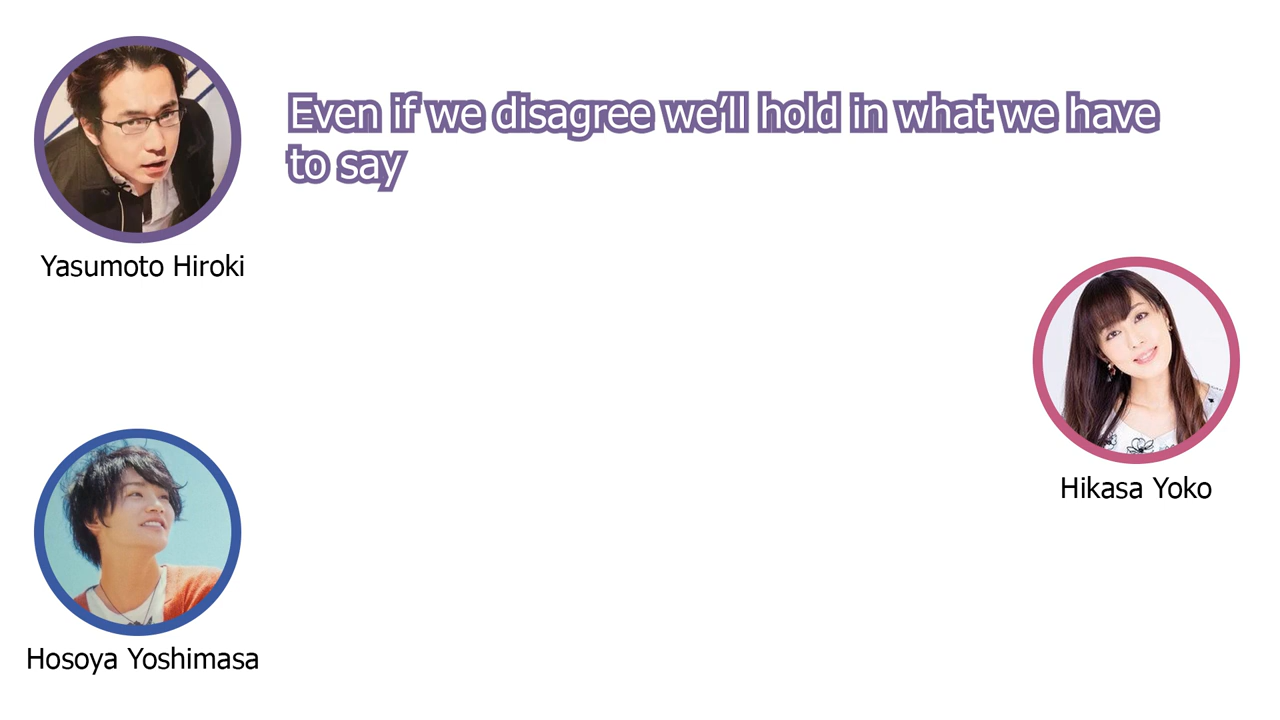 Even if we disagree we'll hold in what we have
to say
Yasumoto Hiroki
Hikasa Yoko
Hosoya Yoshimasa